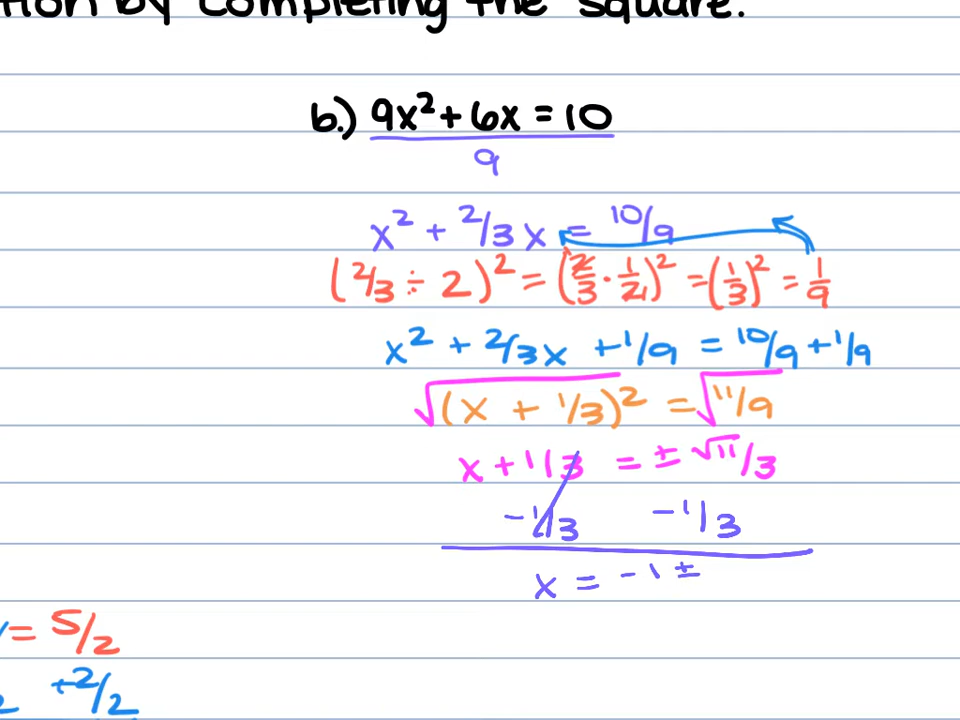 tion by completing the square.
b.) 9x² + 6x = 10
9
x² + 2/3 x = 10/9
(2/3 ÷ 2)² = (2/3 · 1/2)² = (1/3)² = 1/9
x² + 2/3x + 1/9 = 10/9 + 1/9
√(x + 1/3)² = √11/9
x + 1/3 = ± √11/3
- 1/3 - 1/3
x = -1 ±
= 5/2
2 +2/2